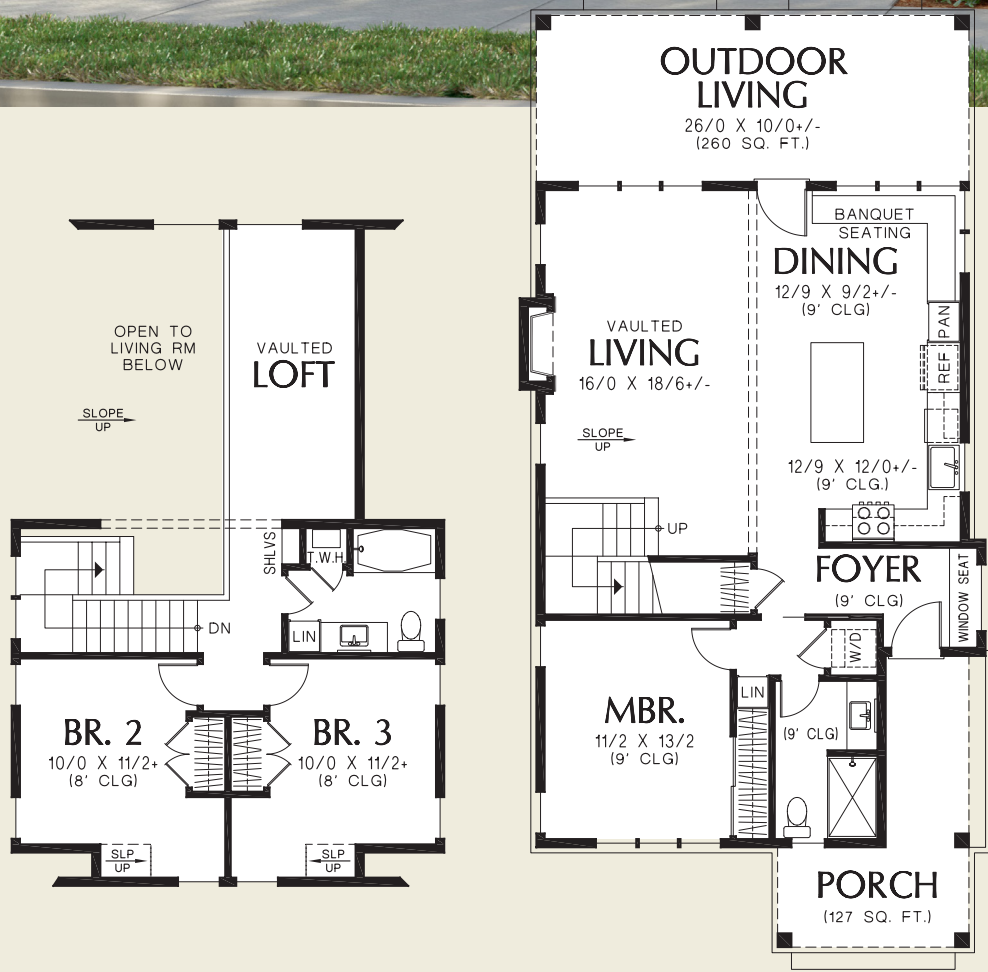 OUTDOOR
LIVING
26/0 X 10/0+/-
(260 SQ. FT.)
BANQUET
SEATING
DINING
12/9 X 9/2+/-
(9' CLG)
PAN
REF
VAULTED
LIVING
16/0 X 18/6+/-
SLOPE
UP
12/9 X 12/0+/-
(9' CLG.)
UP
FOYER
(9' CLG)
WINDOW SEAT
W/D
MBR.
11/2 X 13/2
(9' CLG)
LIN
(9' CLG)
PORCH
(127 SQ. FT.)
OPEN TO
LIVING RM
BELOW
SLOPE
UP
VAULTED
LOFT
SHLVS
T.W.H.
LIN
DN
BR. 2
10/0 X 11/2+
(8' CLG)
BR. 3
10/0 X 11/2+
(8' CLG)
SLP
UP
SLP
UP